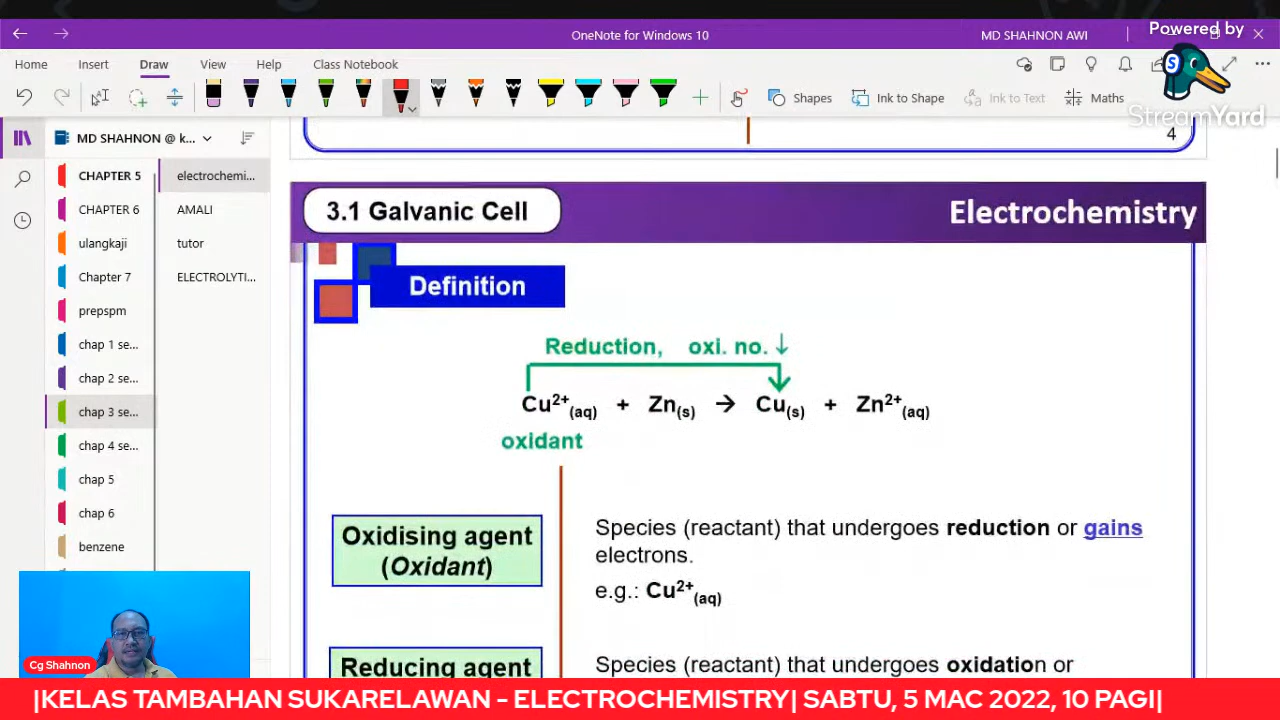 OneNote for Windows 10
MD SHAHNON AWI
Powered by
StreamYard
Home Insert Draw View Help Class Notebook
Shapes Ink to Shape Ink to Text Maths
MD SHAHNON @ k...
CHAPTER 5
CHAPTER 6
ulangkaji
Chapter 7
prepspm
chap 1 se...
chap 2 se...
chap 3 se...
chap 4 se...
chap 5
chap 6
benzene
electrochemi...
AMALI
tutor
ELECTROLYTI...
4
3.1 Galvanic Cell
Electrochemistry
Definition
Reduction, oxi. no. ↓
Cu²⁺(aq) + Zn(s) → Cu(s) + Zn²⁺(aq)
oxidant
Oxidising agent
(Oxidant)
Species (reactant) that undergoes reduction or gains
electrons.
e.g.: Cu²⁺(aq)
Reducing agent
Species (reactant) that undergoes oxidation or
Cg Shahnon
|KELAS TAMBAHAN SUKARELAWAN - ELECTROCHEMISTRY| SABTU, 5 MAC 2022, 10 PAGI|